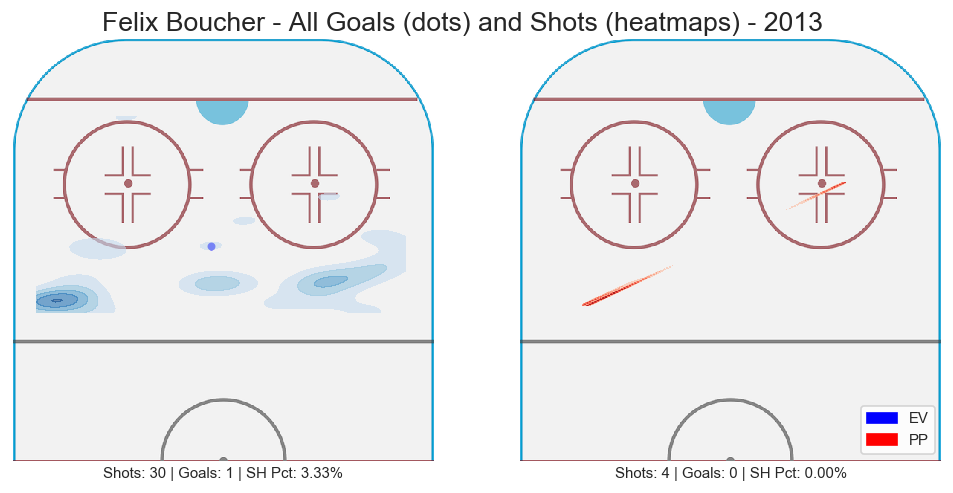 Felix Boucher - All Goals (dots) and Shots (heatmaps) - 2013
EV
PP
Shots: 30 | Goals: 1 | SH Pct: 3.33%
Shots: 4 | Goals: 0 | SH Pct: 0.00%